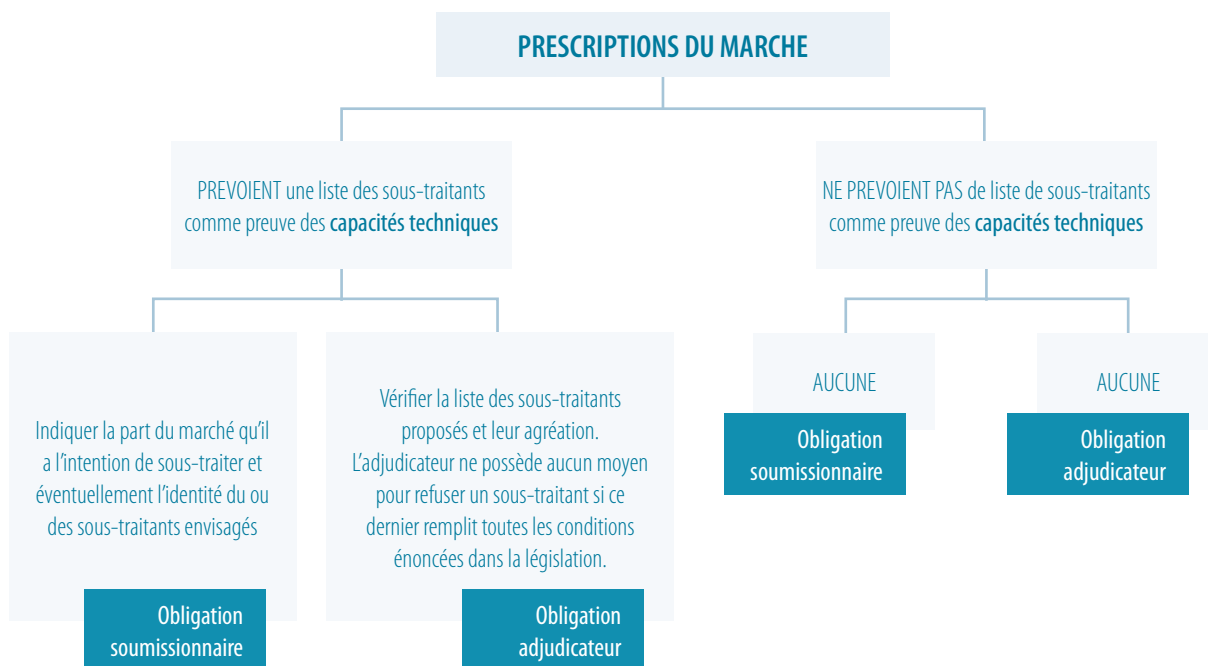 PRESCRIPTIONS DU MARCHE
PREVOIENT une liste des sous-traitants
comme preuve des capacités techniques
NE PREVOIENT PAS de liste de sous-traitants
comme preuve des capacités techniques
Indiquer la part du marché qu’il
a l’intention de sous-traiter et
éventuellement l’identité du ou
des sous-traitants envisagés
Obligation
soumissionnaire
Vérifier la liste des sous-traitants
proposés et leur agréation.
L’adjudicateur ne possède aucun moyen
pour refuser un sous-traitant si ce
dernier remplit toutes les conditions
énoncées dans la législation.
Obligation
adjudicateur
AUCUNE
Obligation
soumissionnaire
AUCUNE
Obligation
adjudicateur